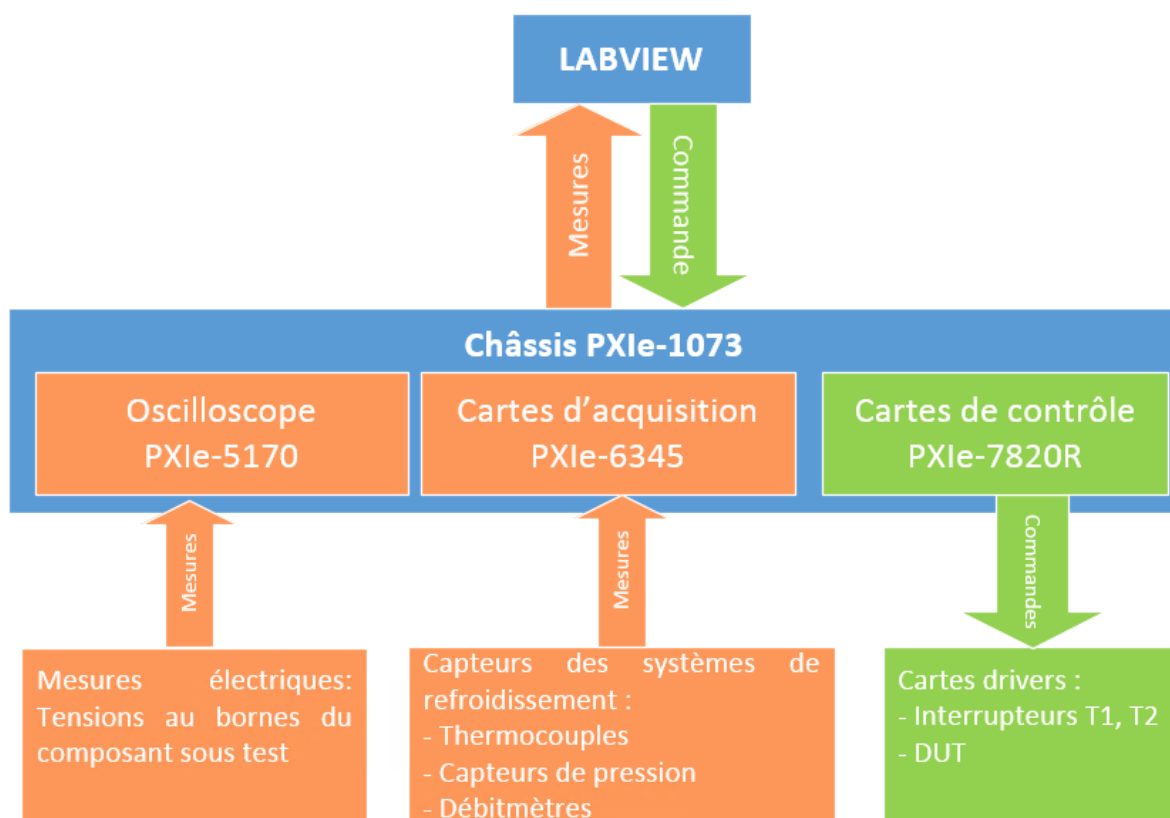 LABVIEW
Mesures
Commande
Châssis PXIe-1073
Oscilloscope
PXIe-5170
Cartes d'acquisition
PXIe-6345
Cartes de contrôle
PXIe-7820R
Mesures
Mesures
Commandes
Mesures électriques:
Tensions au bornes du
composant sous test
Capteurs des systèmes de
refroidissement :
- Thermocouples
- Capteurs de pression
- Débitmètres
Cartes drivers :
- Interrupteurs T1, T2
- DUT